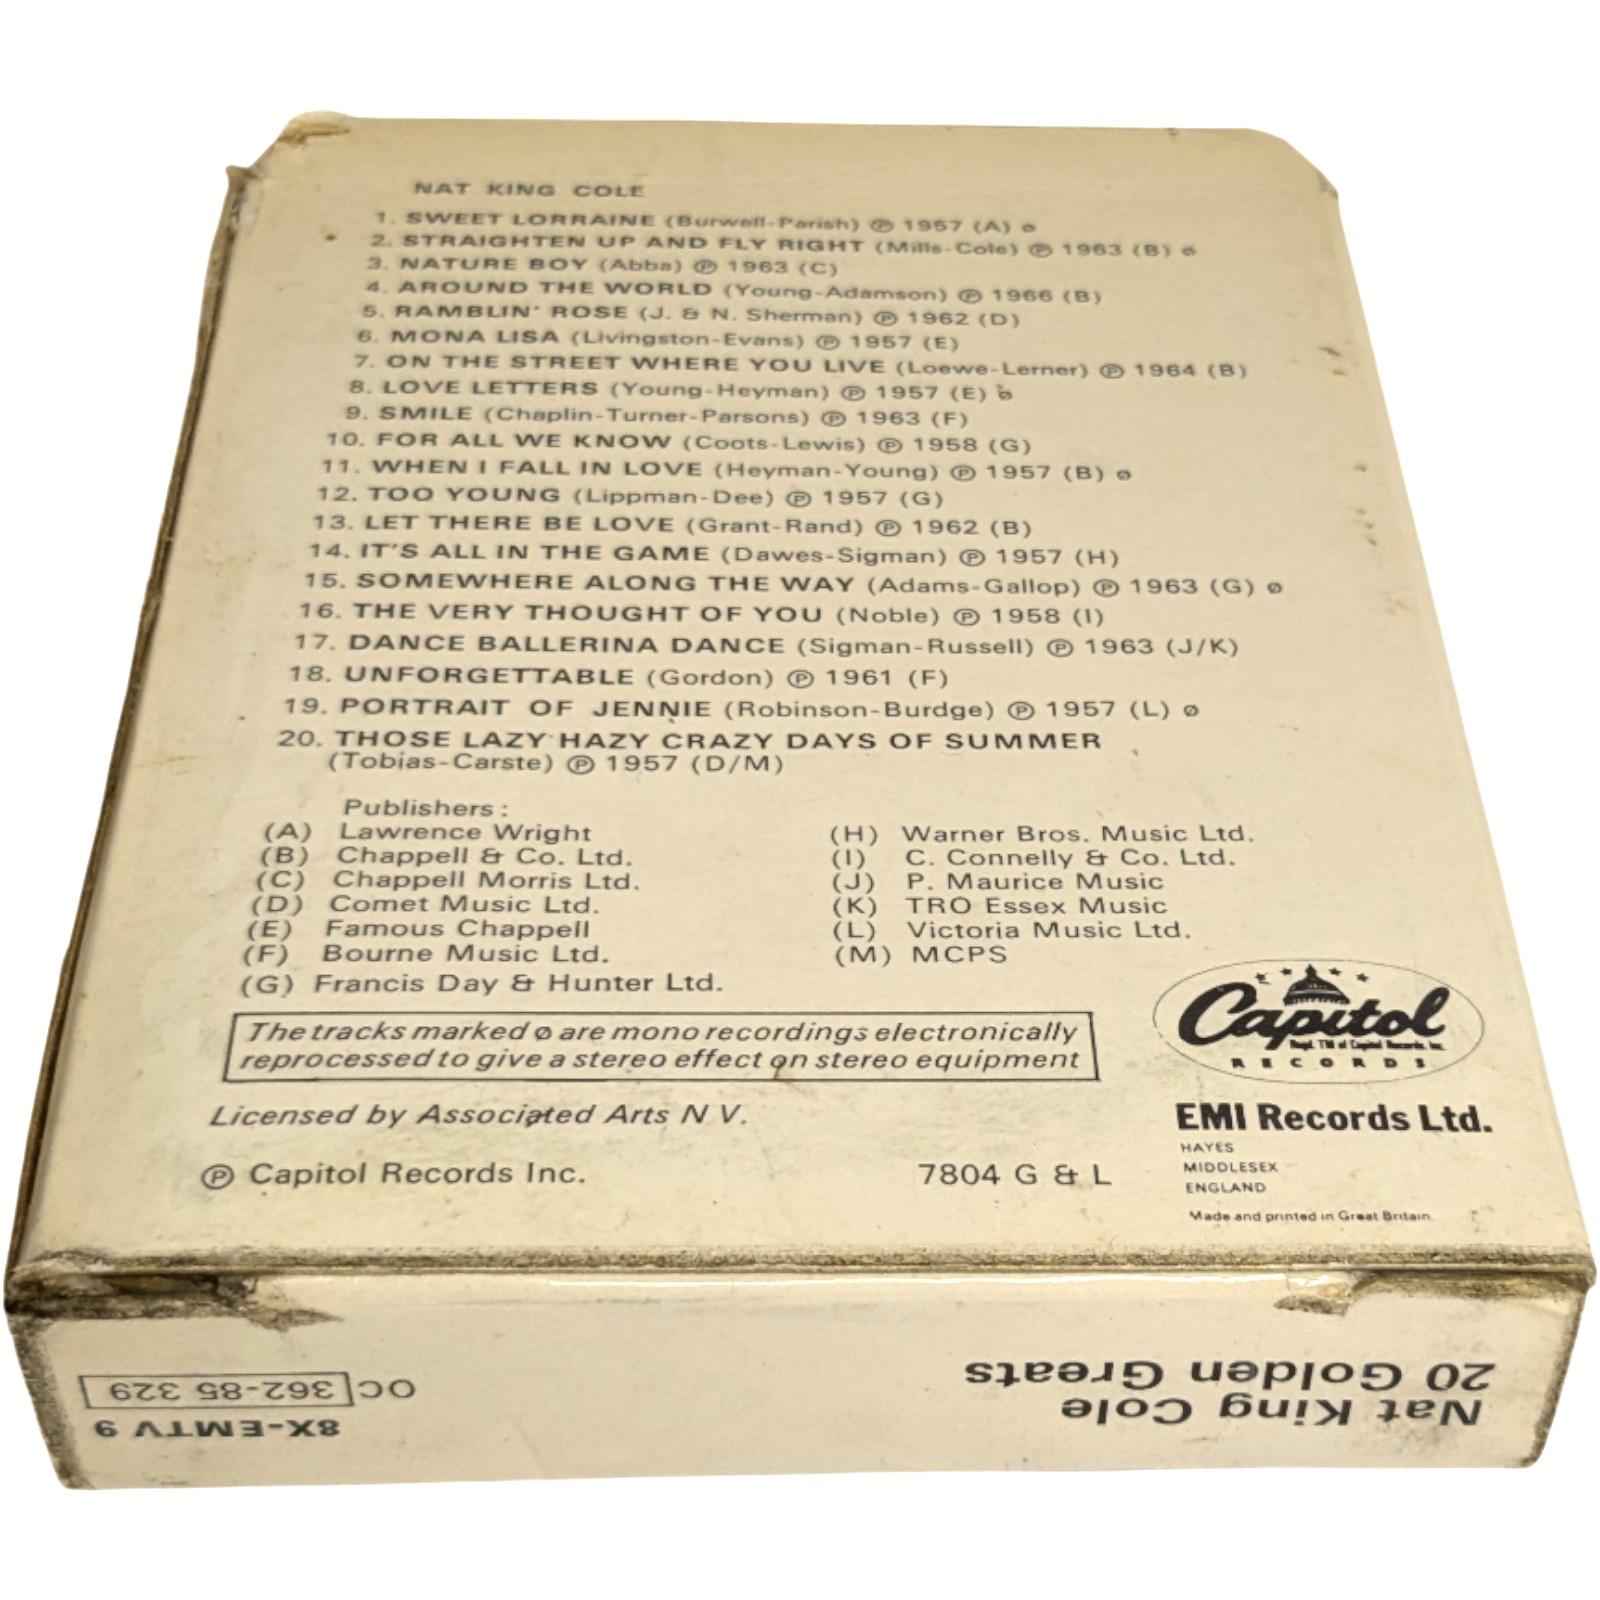 NAT KING COLE
1. SWEET LORRAINE (Burwell-Parish) ℗ 1957 (A) ø
2. STRAIGHTEN UP AND FLY RIGHT (Mills-Cole) ℗ 1963 (B) ø
3. NATURE BOY (Abba) ℗ 1963 (C)
4. AROUND THE WORLD (Young-Adamson) ℗ 1966 (B)
5. RAMBLIN' ROSE (J. & N. Sherman) ℗ 1962 (D)
6. MONA LISA (Livingston-Evans) ℗ 1957 (E)
7. ON THE STREET WHERE YOU LIVE (Loewe-Lerner) ℗ 1964 (B)
8. LOVE LETTERS (Young-Heyman) ℗ 1957 (E) ø
9. SMILE (Chaplin-Turner-Parsons) ℗ 1963 (F)
10. FOR ALL WE KNOW (Coots-Lewis) ℗ 1958 (G)
11. WHEN I FALL IN LOVE (Heyman-Young) ℗ 1957 (B) ø
12. TOO YOUNG (Lippman-Dee) ℗ 1957 (G)
13. LET THERE BE LOVE (Grant-Rand) ℗ 1962 (B)
14. IT'S ALL IN THE GAME (Dawes-Sigman) ℗ 1957 (H)
15. SOMEWHERE ALONG THE WAY (Adams-Gallop) ℗ 1963 (G) ø
16. THE VERY THOUGHT OF YOU (Noble) ℗ 1958 (I)
17. DANCE BALLERINA DANCE (Sigman-Russell) ℗ 1963 (J/K)
18. UNFORGETTABLE (Gordon) ℗ 1961 (F)
19. PORTRAIT OF JENNIE (Robinson-Burdge) ℗ 1957 (L) ø
20. THOSE LAZY HAZY CRAZY DAYS OF SUMMER
(Tobias-Carste) ℗ 1957 (D/M)
Publishers:
(A) Lawrence Wright
(B) Chappell & Co. Ltd.
(C) Chappell Morris Ltd.
(D) Comet Music Ltd.
(E) Famous Chappell
(F) Bourne Music Ltd.
(G) Francis Day & Hunter Ltd.
(H) Warner Bros. Music Ltd.
(I) C. Connelly & Co. Ltd.
(J) P. Maurice Music
(K) TRO Essex Music
(L) Victoria Music Ltd.
(M) MCPS
The tracks marked ø are mono recordings electronically
reprocessed to give a stereo effect on stereo equipment
Licensed by Associated Arts N V.
℗ Capitol Records Inc.
7804 G & L
Capitol
Regd. TM of Capitol Records, Inc.
RECORDS
EMI Records Ltd.
HAYES
MIDDLESEX
ENGLAND
Made and printed in Great Britain.
Nat King Cole
20 Golden Greats
8X-EMTV 9
OC 362-85 329